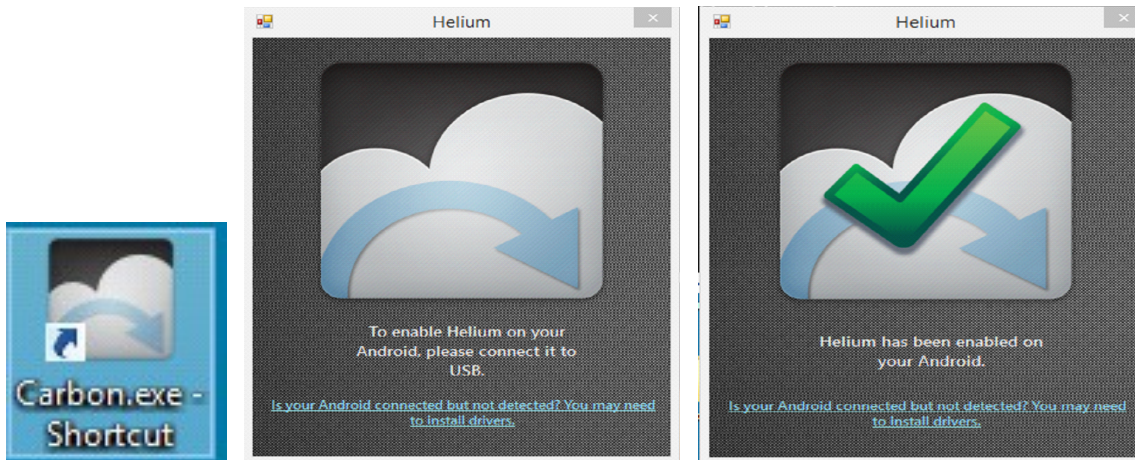 Carbon.exe -
Shortcut
Helium
To enable Helium on your
Android, please connect it to
USB.
Is your Android connected but not detected? You may need
to install drivers.
Helium
Helium has been enabled on
your Android.
Is your Android connected but not detected? You may need
to install drivers.